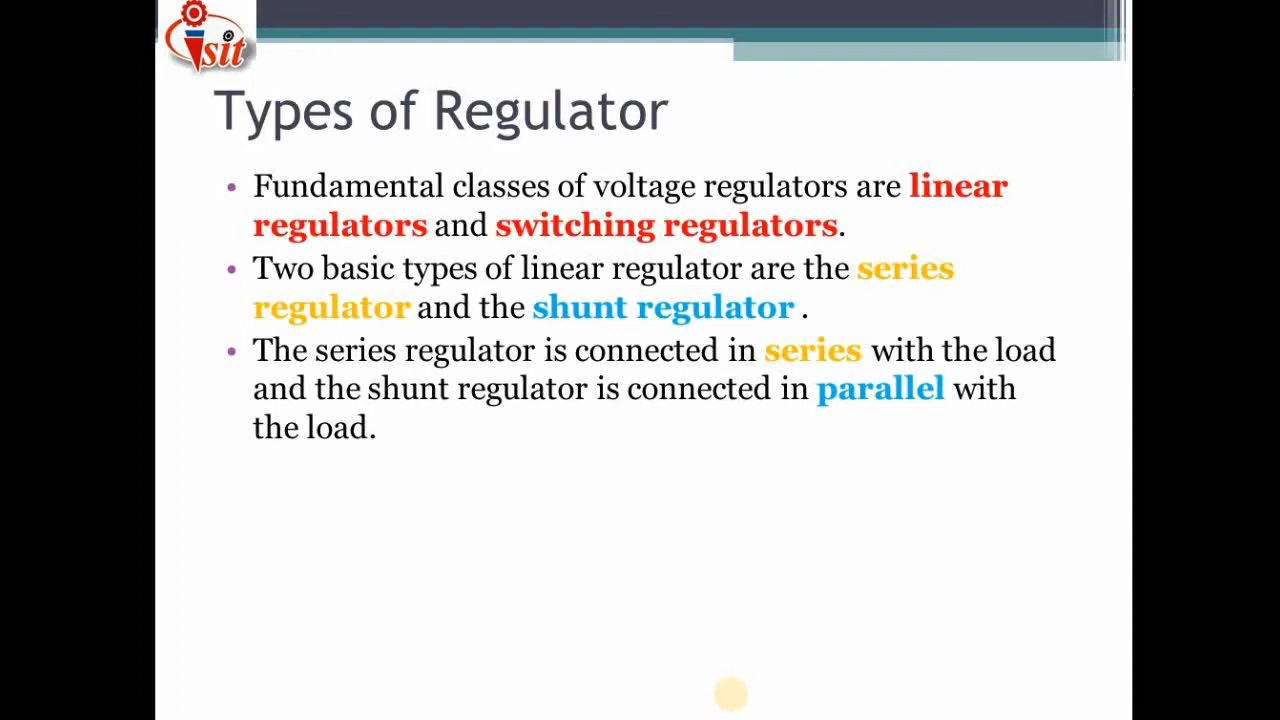 isit
Types of Regulator
• Fundamental classes of voltage regulators are linear
regulators and switching regulators.
• Two basic types of linear regulator are the series
regulator and the shunt regulator .
• The series regulator is connected in series with the load
and the shunt regulator is connected in parallel with
the load.